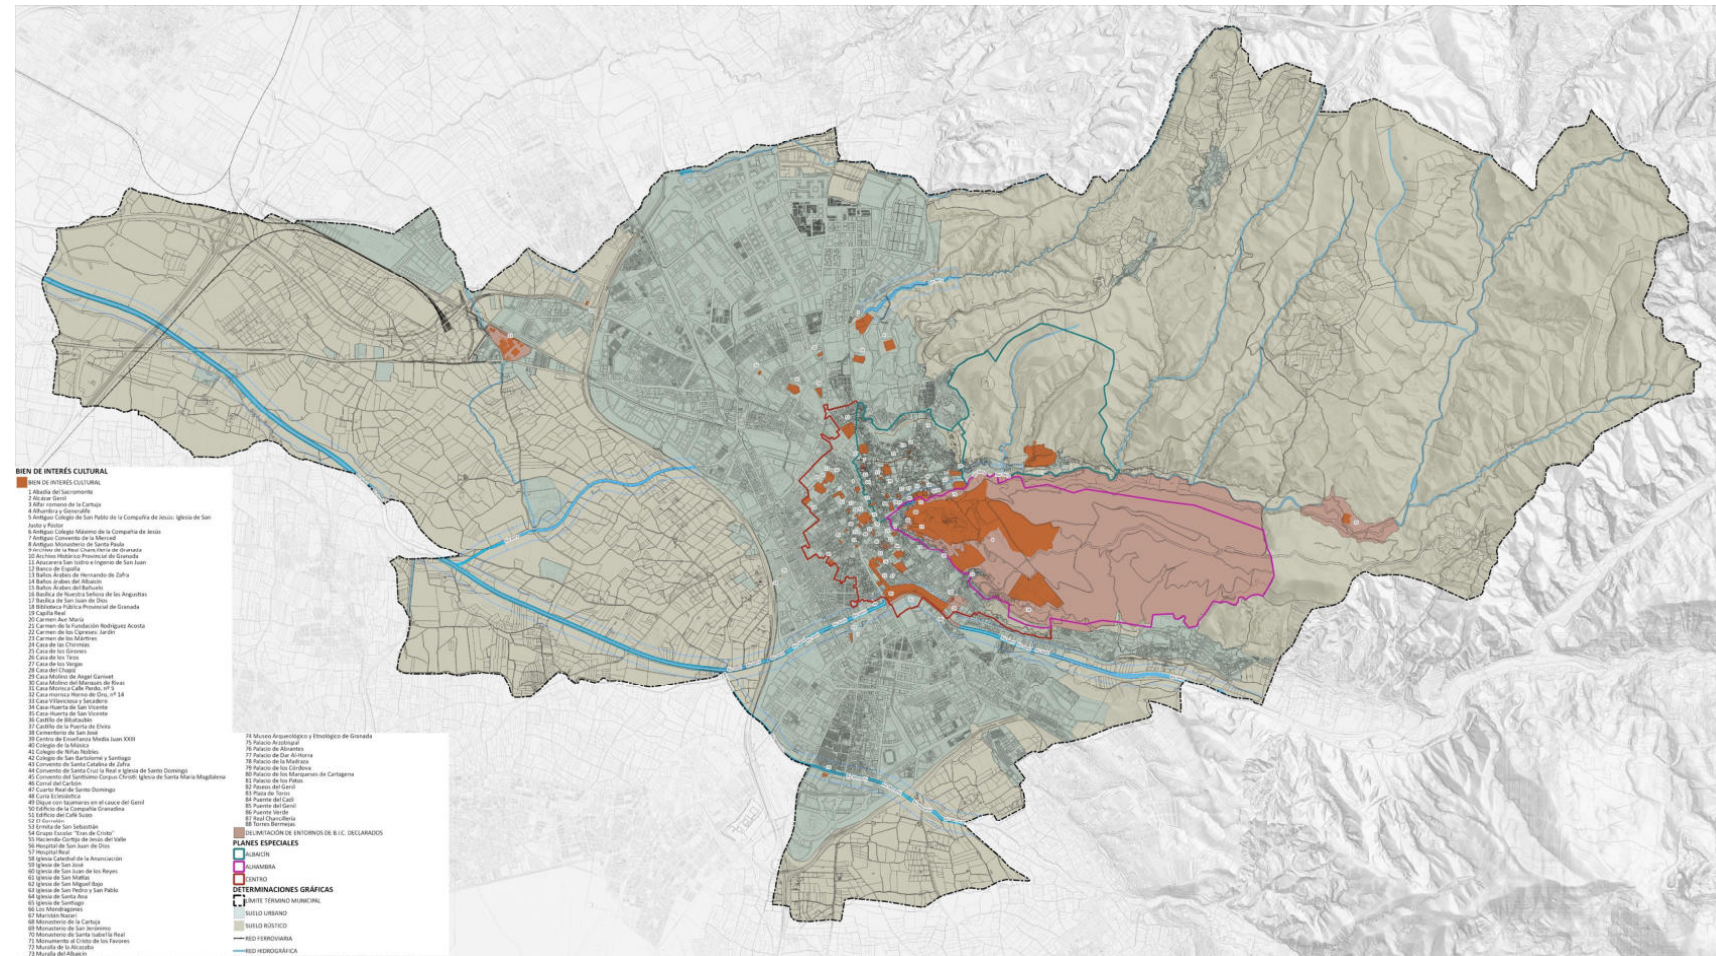 BIEN DE INTERÉS CULTURAL
BIEN DE INTERÉS CULTURAL
1 Abadía del Sacromonte
2 Alcázar Genil
3 Alfar romano de la Cartuja
4 Alhambra y Generalife
5 Antiguo Colegio de San Pablo de la Compañía de Jesús: Iglesia de San
Justo y Pastor
6 Antiguo Colegio Máximo de la Compañía de Jesús
7 Antiguo Convento de la Merced
8 Antiguo Monasterio de Santa Paula
9 Archivo de la Real Chancillería de Granada
10 Archivo Histórico Provincial de Granada
11 Azucarera San Isidro e Ingenio de San Juan
12 Banco de España
13 Baños Árabes de Hernando de Zafra
14 Baños árabes del Albaicín
15 Baños Árabes del Bañuelo
16 Basílica de Nuestra Señora de las Angustias
17 Basílica de San Juan de Dios
18 Biblioteca Pública Provincial de Granada
19 Capilla Real
20 Carmen Ave María
21 Carmen de la Fundación Rodríguez Acosta
22 Carmen de los Cipreses: Jardín
23 Carmen de los Mártires
24 Casa de las Chirimías
25 Casa de los Girones
26 Casa de los Tiros
27 Casa de los Vargas
28 Casa del Chapiz
29 Casa Molino de Angel Ganivet
30 Casa Molino del Marqués de Rivas
31 Casa Morisca Calle Pardo, nº 5
32 Casa morisca Horno de Oro, nº 14
33 Casa Villaviciosa y Secadero
34 Casa Huerta de San Vicente
35 Casa-Huerta de San Vicente
36 Castillo de Bibataubín
37 Castillo de la Puerta de Elvira
38 Cementerio de San José
39 Centro de Enseñanza Media Juan XXIII
40 Colegio de la Música
41 Colegio de Niñas Nobles
42 Colegio de San Bartolomé y Santiago
43 Convento de Santa Catalina de Zafra
44 Convento de Santa Cruz la Real e Iglesia de Santo Domingo
45 Convento del Santísimo Corpus Christi: Iglesia de Santa María Magdalena
46 Corral del Carbón
47 Cuarto Real de Santo Domingo
48 Curia Eclesiástica
49 Dique con tajamares en el cauce del Genil
50 Edificio de la Compañía Granadina
51 Edificio del Café Suizo
53 Ermita de San Sebastián
54 Grupo Escolar "Eras de Cristo"
55 Hacienda-Cortijo de Jesús del Valle
56 Hospital de San Juan de Dios
57 Hospital Real
58 Iglesia Catedral de la Anunciación
59 Iglesia de San José
60 Iglesia de San Juan de los Reyes
61 Iglesia de San Matías
62 Iglesia de San Miguel Bajo
63 Iglesia de San Pedro y San Pablo
64 Iglesia de Santa Ana
65 Iglesia de Santiago
66 Los Mondragones
67 Maristán Nazarí
68 Monasterio de la Cartuja
69 Monasterio de San Jerónimo
70 Monasterio de Santa Isabel la Real
71 Monumento al Cristo de los Favores
72 Muralla de la Alcazaba
73 Muralla del Albaicín
74 Museo Arqueológico y Etnológico de Granada
75 Palacio Arzobispal
76 Palacio de Abrantes
77 Palacio de Dar Al-Horra
78 Palacio de la Madraza
79 Palacio de los Córdova
80 Palacio de los Marqueses de Cartagena
81 Palacio de los Patos
82 Paseos del Genil
83 Plaza de Toros
84 Puente del Cadí
85 Puente del Genil
86 Puente Verde
87 Real Chancillería
88 Torres Bermejas
DELIMITACIÓN DE ENTORNOS DE B.I.C. DECLARADOS
PLANES ESPECIALES
ALBAICÍN
ALHAMBRA
CENTRO
DETERMINACIONES GRÁFICAS
LÍMITE TÉRMINO MUNICIPAL
SUELO URBANO
SUELO RÚSTICO
RED FERROVIARIA
RED HIDROGRÁFICA